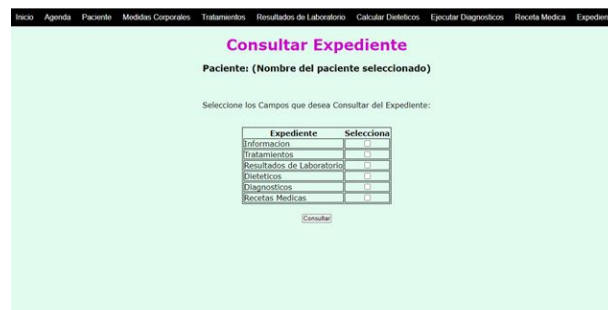 Inicio Agenda Paciente Medidas Corporales Tratamientos Resultados de Laboratorio Calcular Dieteticos Ejecutar Diagnosticos Receta Medica Expedien
Consultar Expediente
Paciente: (Nombre del paciente seleccionado)
Seleccione los Campos que desea Consultar del Expediente:
Expediente Selecciona
Informacion
Tratamientos
Resultados de Laboratorio
Dieteticos
Diagnosticos
Recetas Medicas
Consultar